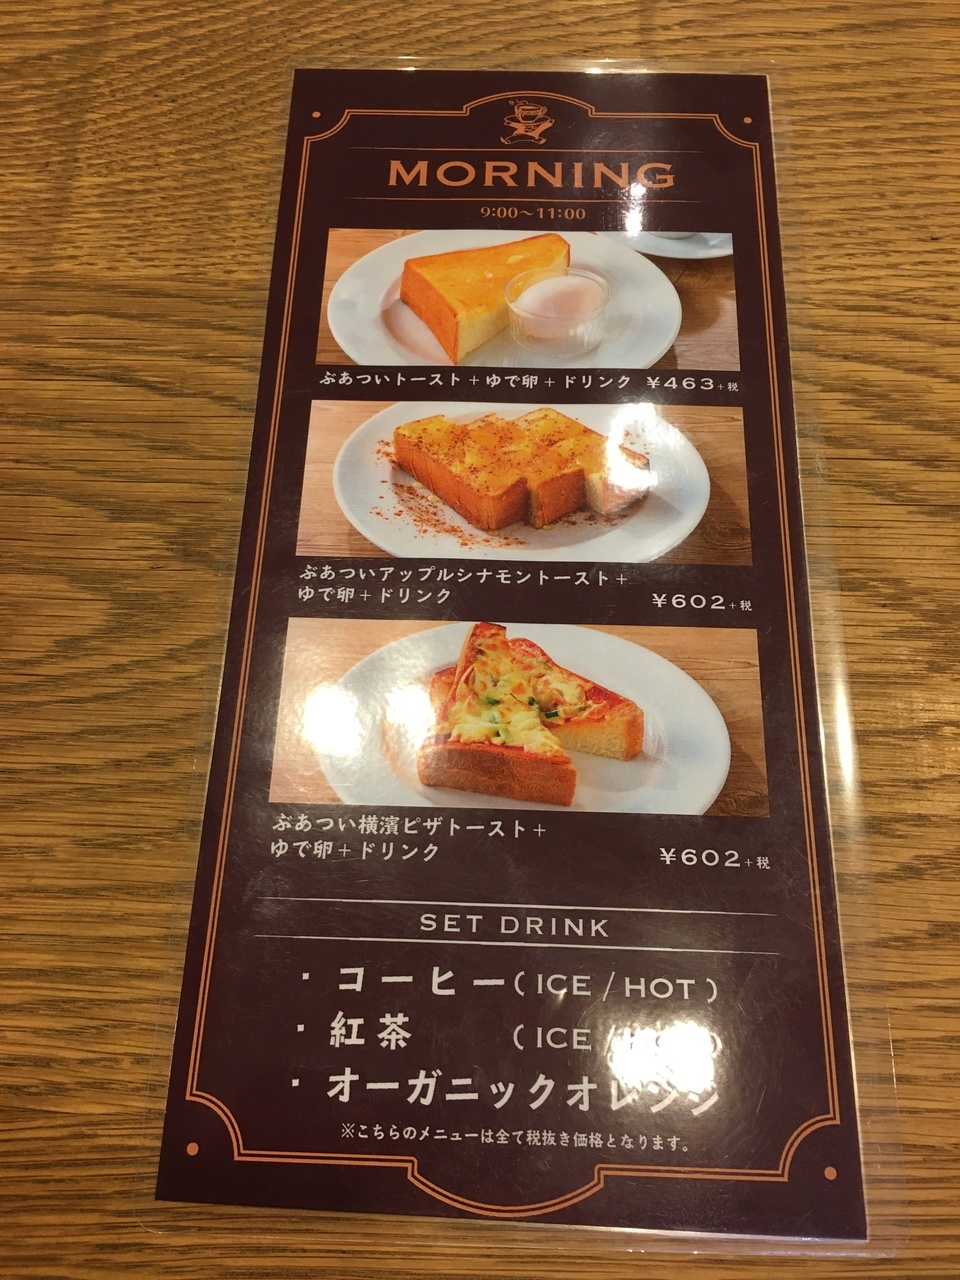 MORNING
9:00～11:00
ぶあついトースト＋ゆで卵＋ドリンク ¥463＋税
ぶあついアップルシナモントースト＋
ゆで卵＋ドリンク ¥602＋税
ぶあつい横濱ピザトースト＋
ゆで卵＋ドリンク ¥602＋税
SET DRINK
・コーヒー（ICE / HOT）
・紅茶 （ICE / HOT）
・オーガニックオレンジ
※こちらのメニューは全て税抜き価格となります。